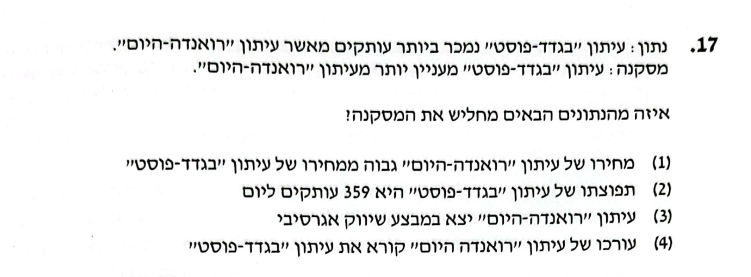 17. נתון: עיתון "בגדד-פוסט" נמכר ביותר עותקים מאשר עיתון "רואנדה-היום".
מסקנה: עיתון "בגדד-פוסט" מעניין יותר מעיתון "רואנדה-היום".
איזה מהנתונים הבאים מחליש את המסקנה?
(1) מחירו של עיתון "רואנדה-היום" גבוה ממחירו של עיתון "בגדד-פוסט"
(2) תפוצתו של עיתון "בגדד-פוסט" היא 359 עותקים ליום
(3) עיתון "רואנדה-היום" יצא במבצע שיווק אגרסיבי
(4) עורכו של עיתון "רואנדה היום" קורא את עיתון "בגדד-פוסט"